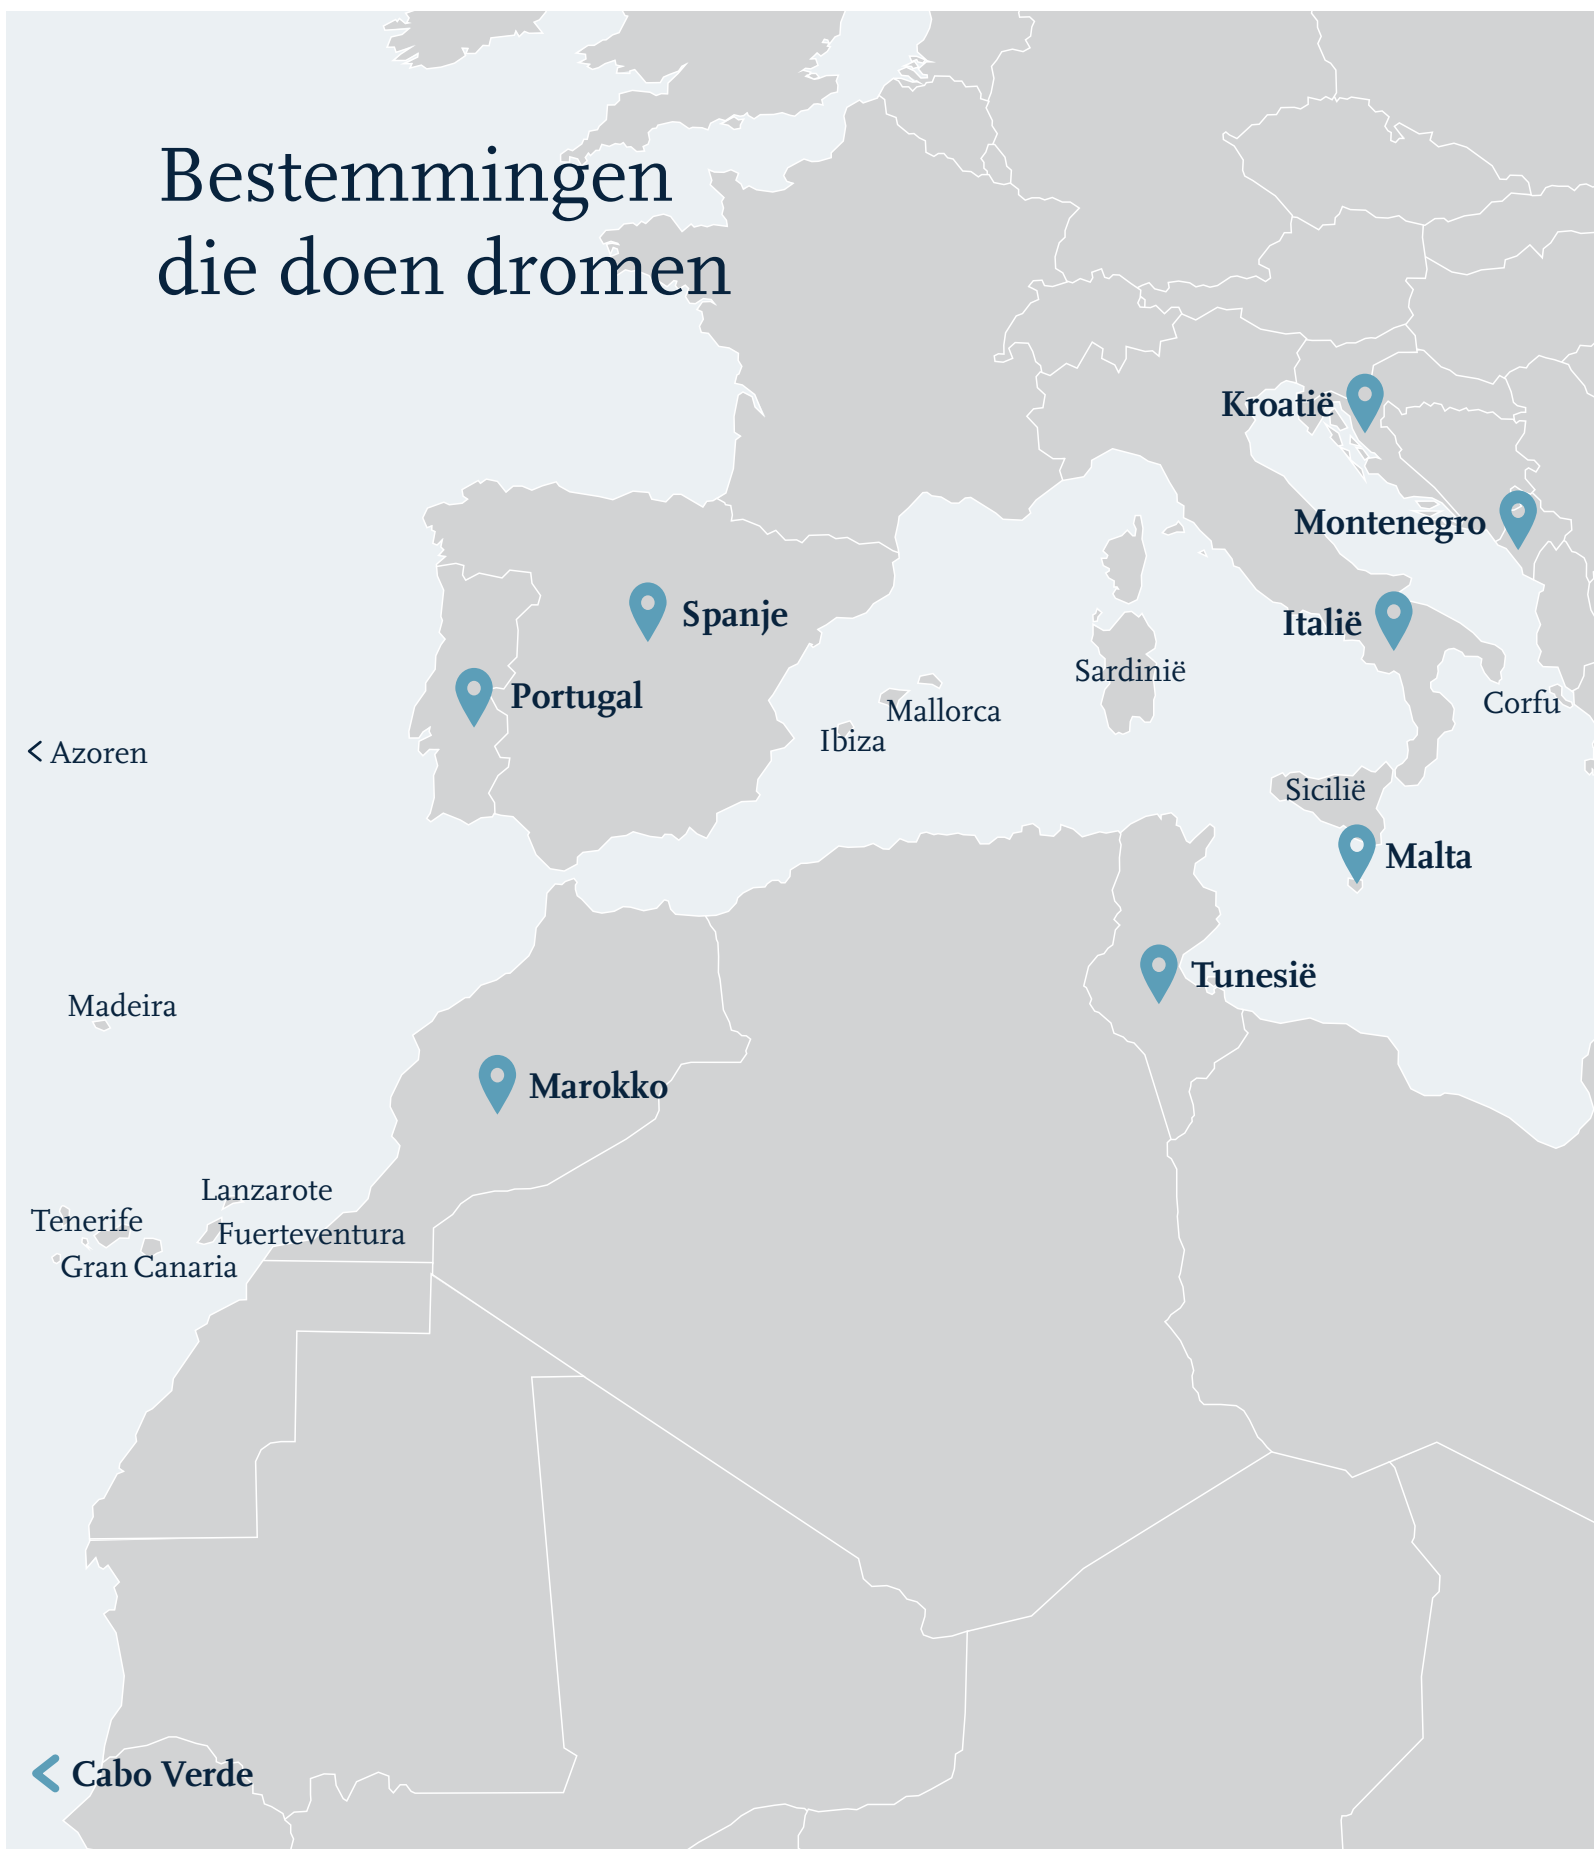 Bestemmingen
die doen dromen
Kroatië
Montenegro
Spanje
Italië
Sardinië
Portugal
Corfu
Mallorca
Ibiza
< Azoren
Sicilië
Malta
Tunesië
Madeira
Marokko
Lanzarote
Tenerife
Fuerteventura
Gran Canaria
< Cabo Verde